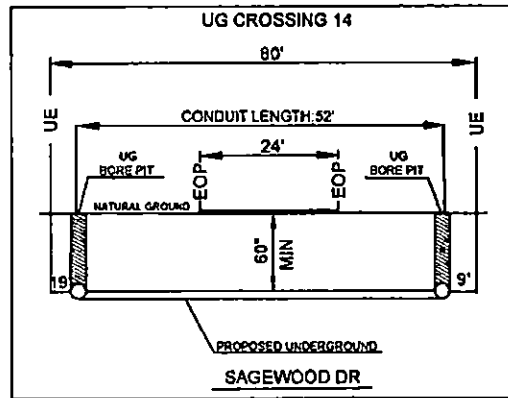 UG CROSSING 14
80'
UE
UE
CONDUIT LENGTH:52'
UG
BORE PIT
24'
UG
BORE PIT
EOP
EOP
NATURAL GROUND
60"
MIN
19'
9'
PROPOSED UNDERGROUND
SAGEWOOD DR